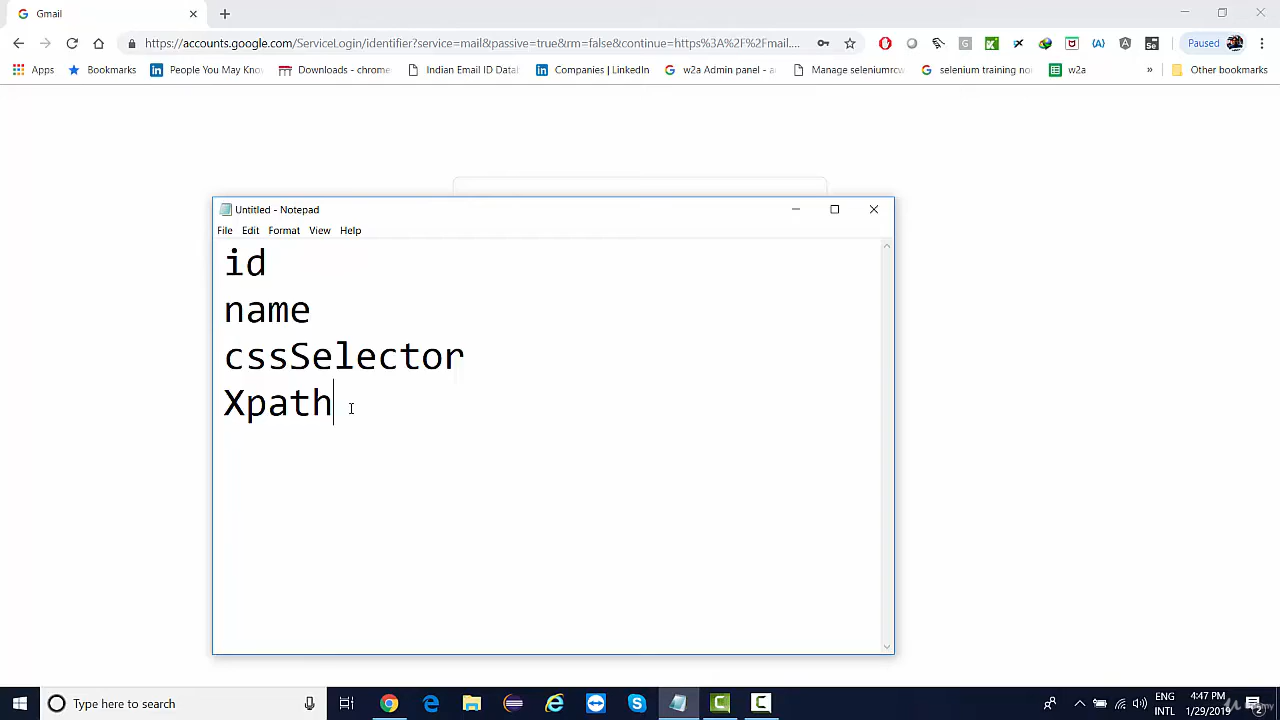 Gmail
https://accounts.google.com/ServiceLogin/identifier?service=mail&passive=true&rm=false&continue=https%3A%2F%2Fmail....
Paused
Apps Bookmarks People You May Kno Downloads - chrome Indian Email ID Data Companies | LinkedIn w2a Admin panel - a Manage seleniumrcw selenium training no w2a » Other bookmarks
Untitled - Notepad
File Edit Format View Help
id
name
cssSelector
Xpath
Type here to search
ENG 4:47 PM
INTL 1/29/2019